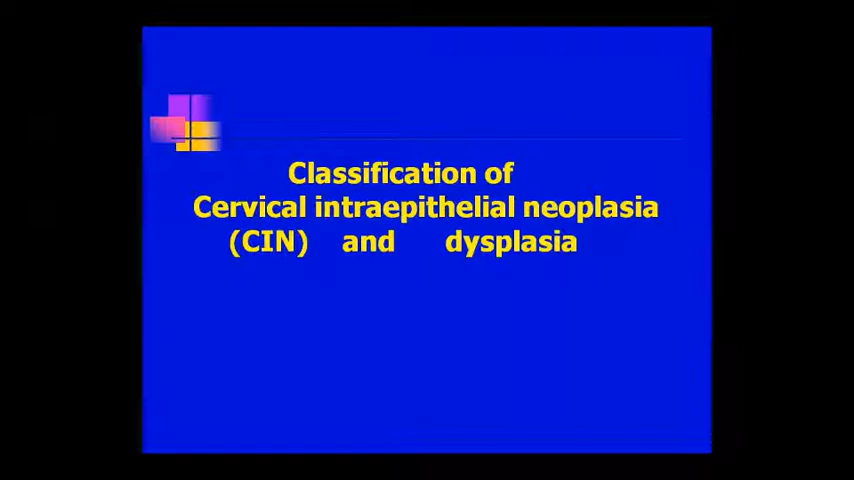 Classification of
Cervical intraepithelial neoplasia
(CIN) and dysplasia